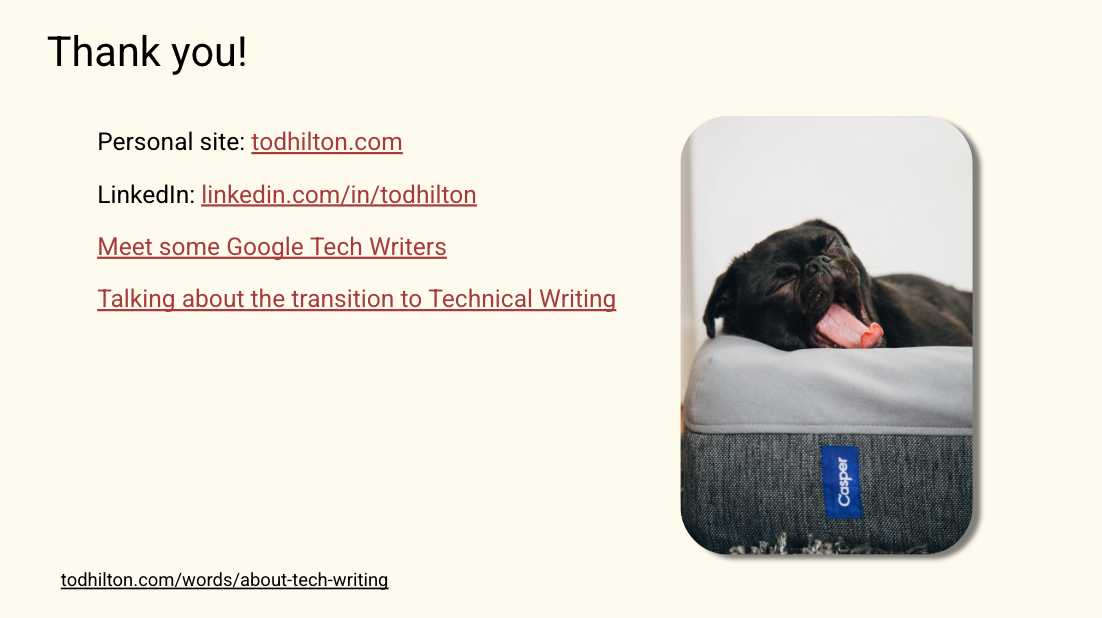 Thank you!
Personal site: todhilton.com
LinkedIn: linkedin.com/in/todhilton
Meet some Google Tech Writers
Talking about the transition to Technical Writing
Casper
todhilton.com/words/about-tech-writing